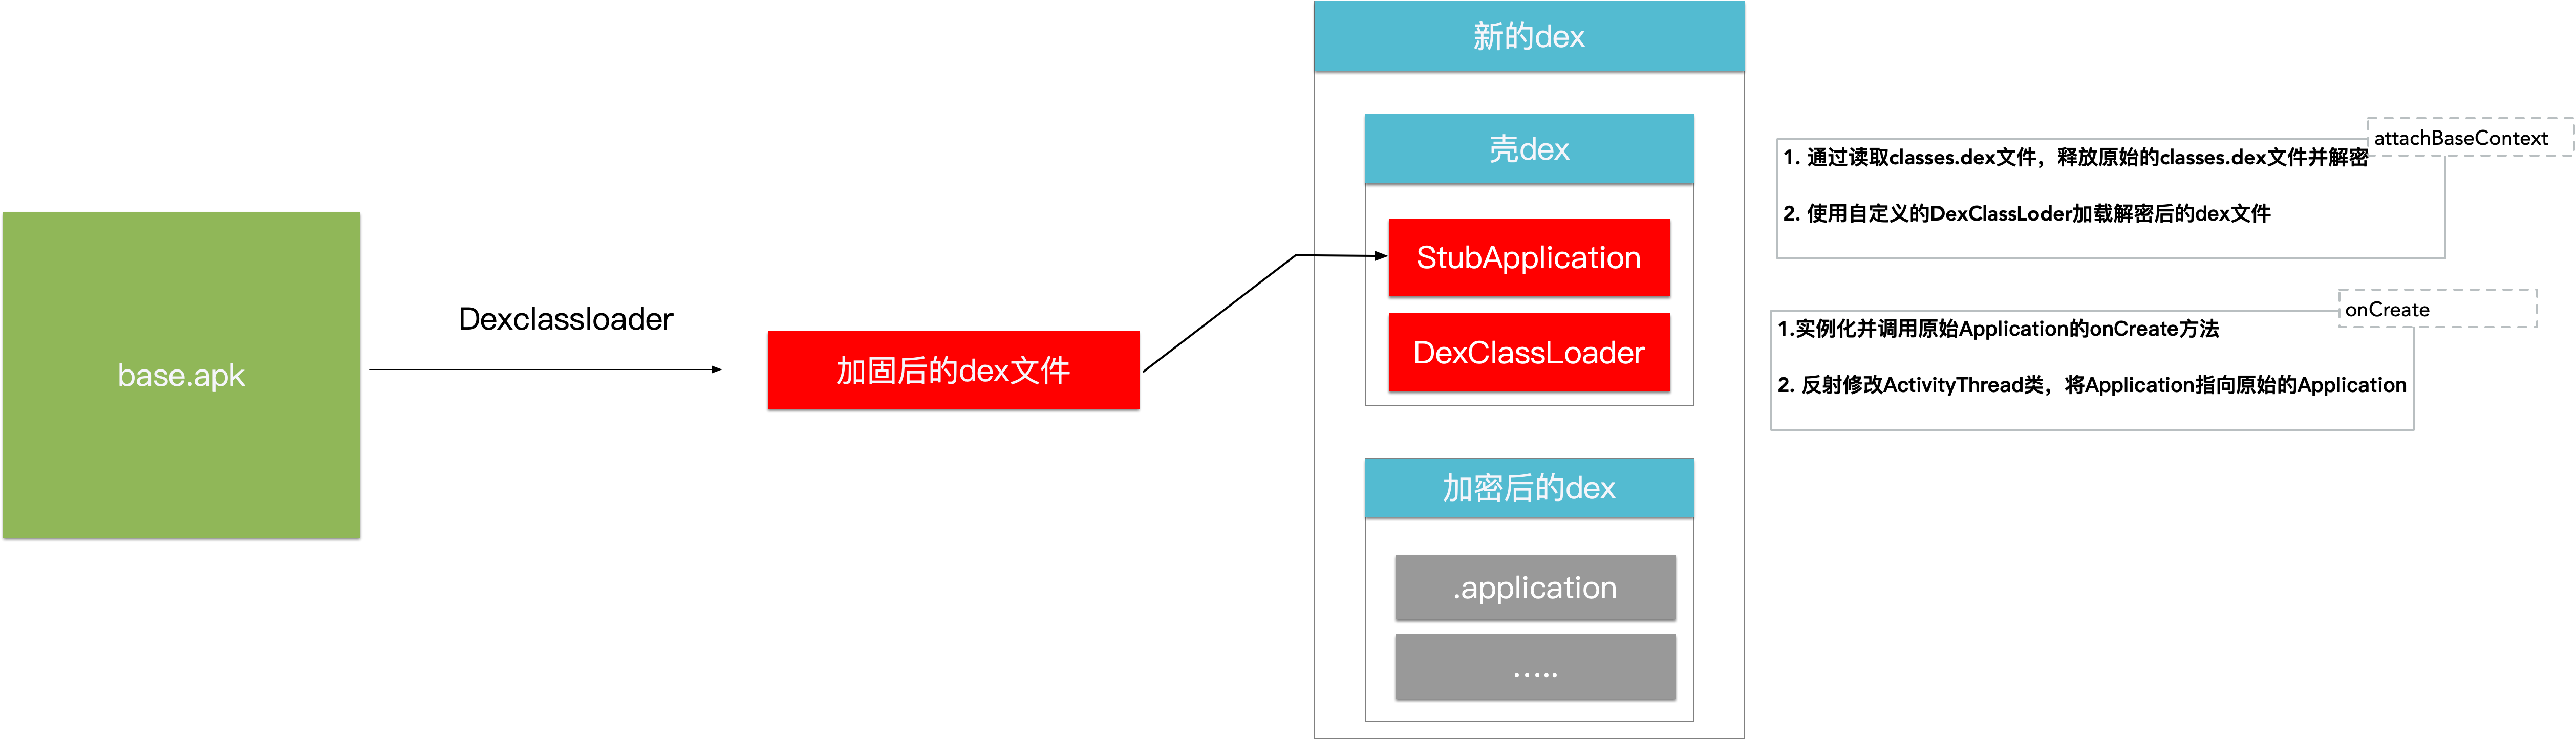 base.apk
Dexclassloader
加固后的dex文件
新的dex
壳dex
StubApplication
DexClassLoader
加密后的dex
.application
.....
attachBaseContext
1. 通过读取classes.dex文件，释放原始的classes.dex文件并解密
2. 使用自定义的DexClassLoder加载解密后的dex文件
onCreate
1.实例化并调用原始Application的onCreate方法
2. 反射修改ActivityThread类，将Application指向原始的Application